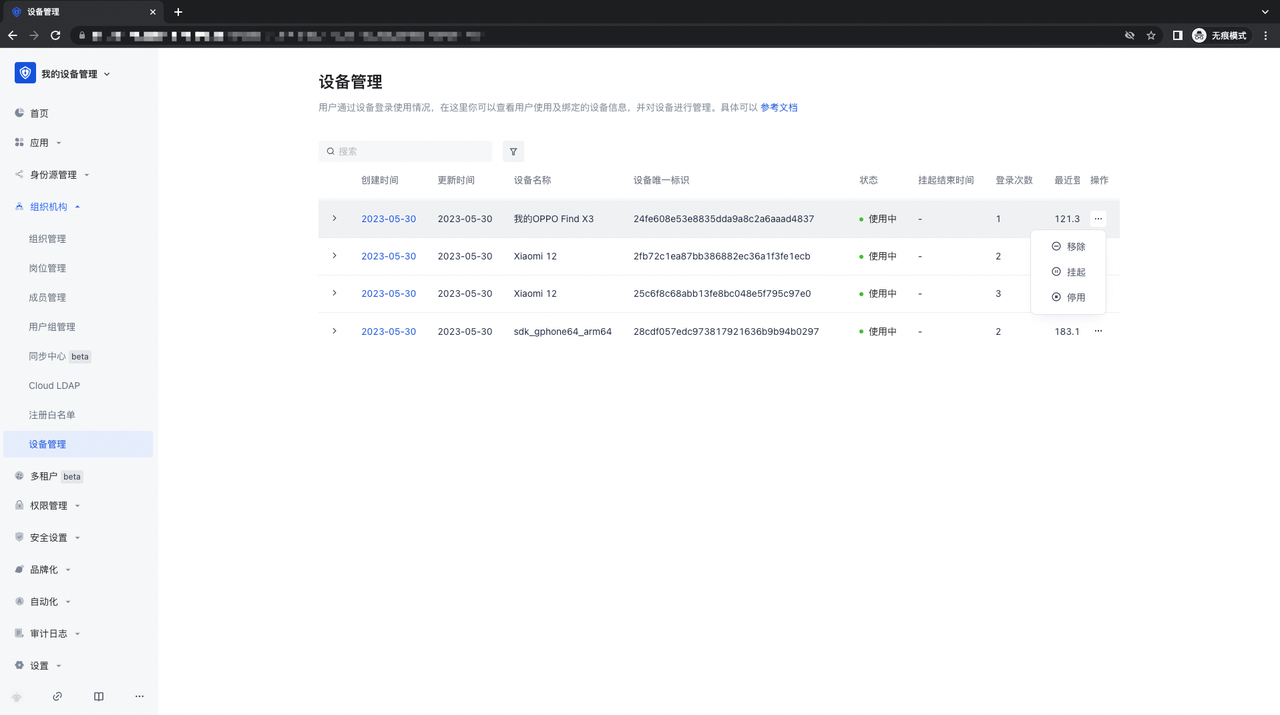 设备管理
无痕模式
我的设备管理
首页
应用
身份源管理
组织机构
组织管理
岗位管理
成员管理
用户组管理
同步中心 beta
Cloud LDAP
注册白名单
设备管理
多租户 beta
权限管理
安全设置
品牌化
自动化
审计日志
设置
设备管理
用户通过设备登录使用情况，在这里你可以查看用户使用及绑定的设备信息，并对设备进行管理。具体可以 参考文档
搜索
创建时间 更新时间 设备名称 设备唯一标识 状态 挂起结束时间 登录次数 最近登 操作
2023-05-30 2023-05-30 我的OPPO Find X3 24fe608e53e8835dda9a8c2a6aaad4837 使用中 - 1 121.3
2023-05-30 2023-05-30 Xiaomi 12 2fb72c1ea87bb386882ec36a1f3fe1ecb 使用中 - 2
2023-05-30 2023-05-30 Xiaomi 12 25c6f8c68abb13fe8bc048e5f795c97e0 使用中 - 3
2023-05-30 2023-05-30 sdk_gphone64_arm64 28cdf057edc973817921636b9b94b0297 使用中 - 2 183.1
移除
挂起
停用